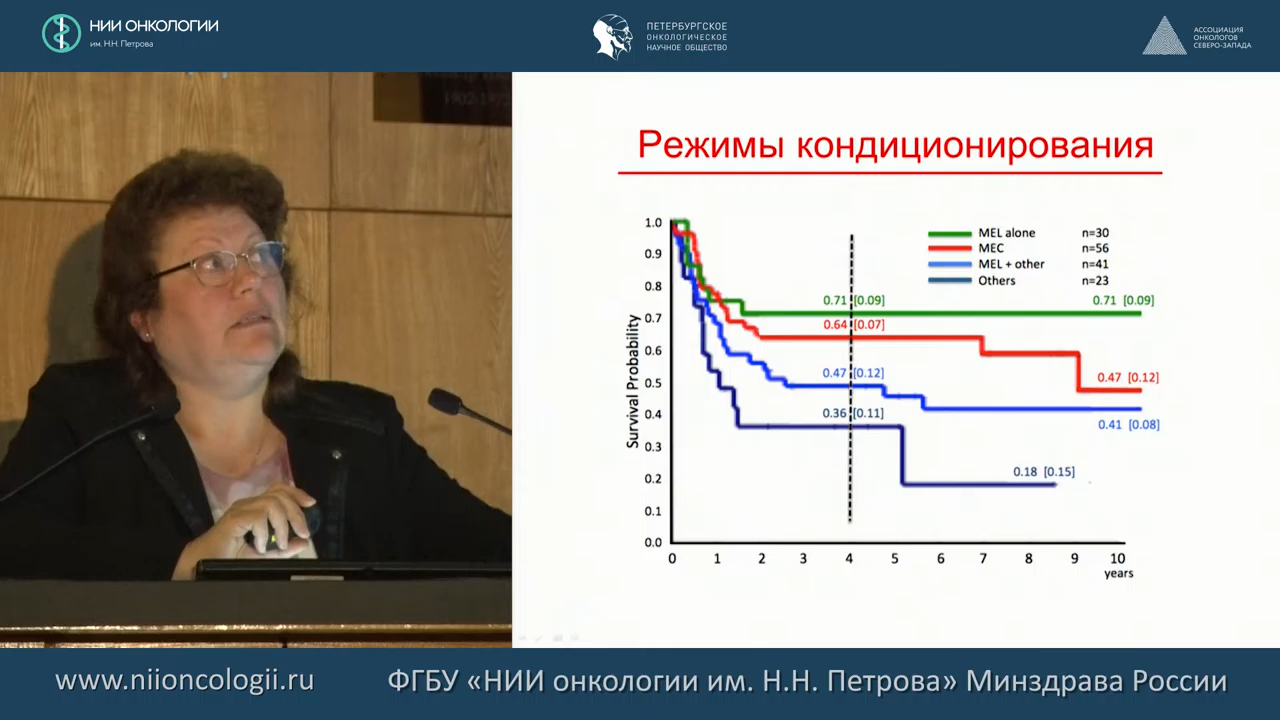 НИИ ОНКОЛОГИИ
им. Н.Н. Петрова
ПЕТЕРБУРГСКОЕ
ОНКОЛОГИЧЕСКОЕ
НАУЧНОЕ ОБЩЕСТВО
АССОЦИАЦИЯ
ОНКОЛОГОВ
СЕВЕРО-ЗАПАДА
Режимы кондиционирования
Survival Probability
1.0
0.9
0.8
0.7
0.6
0.5
0.4
0.3
0.2
0.1
0.0
MEL alone n=30
MEC n=56
MEL + other n=41
Others n=23
0.71 [0.09] 0.71 [0.09]
0.64 [0.07]
0.47 [0.12] 0.47 [0.12]
0.36 [0.11] 0.41 [0.08]
0.18 [0.15]
0 1 2 3 4 5 6 7 8 9 10
years
www.niioncologii.ru ФГБУ «НИИ онкологии им. Н.Н. Петрова» Минздрава России